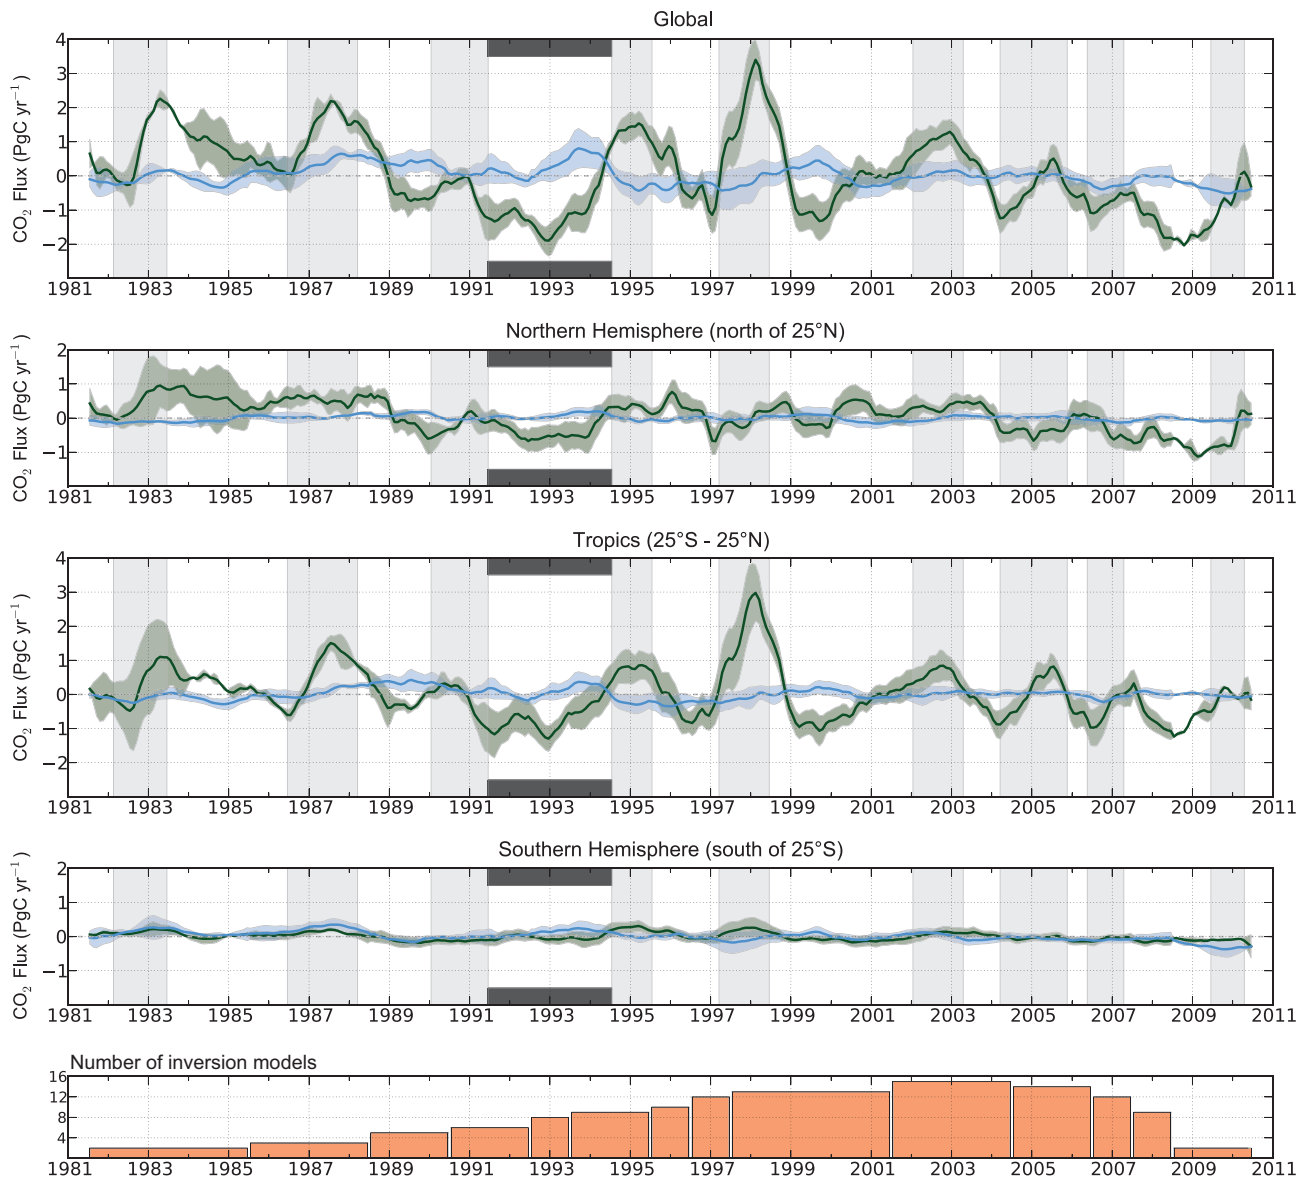 Global
CO₂ Flux (PgC yr⁻¹)
4
3
2
1
0
−1
−2
1981 1983 1985 1987 1989 1991 1993 1995 1997 1999 2001 2003 2005 2007 2009 2011
Northern Hemisphere (north of 25°N)
CO₂ Flux (PgC yr⁻¹)
2
1
0
−1
1981 1983 1985 1987 1989 1991 1993 1995 1997 1999 2001 2003 2005 2007 2009 2011
Tropics (25°S - 25°N)
CO₂ Flux (PgC yr⁻¹)
4
3
2
1
0
−1
−2
1981 1983 1985 1987 1989 1991 1993 1995 1997 1999 2001 2003 2005 2007 2009 2011
Southern Hemisphere (south of 25°S)
CO₂ Flux (PgC yr⁻¹)
2
1
0
−1
1981 1983 1985 1987 1989 1991 1993 1995 1997 1999 2001 2003 2005 2007 2009 2011
Number of inversion models
16
12
8
4
1981 1983 1985 1987 1989 1991 1993 1995 1997 1999 2001 2003 2005 2007 2009 2011